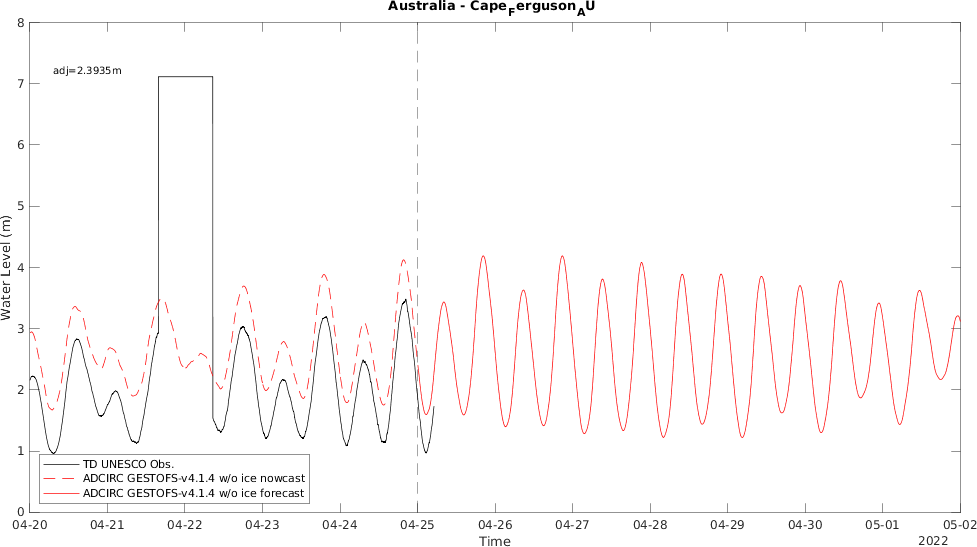 Australia - Cape_Ferguson_AU
8
7
adj=2.3935m
6
5
4
3
2
1
0
Water Level (m)
TD UNESCO Obs.
ADCIRC GESTOFS-v4.1.4 w/o ice nowcast
ADCIRC GESTOFS-v4.1.4 w/o ice forecast
04-20 04-21 04-22 04-23 04-24 04-25 04-26 04-27 04-28 04-29 04-30 05-01 05-02
Time
2022